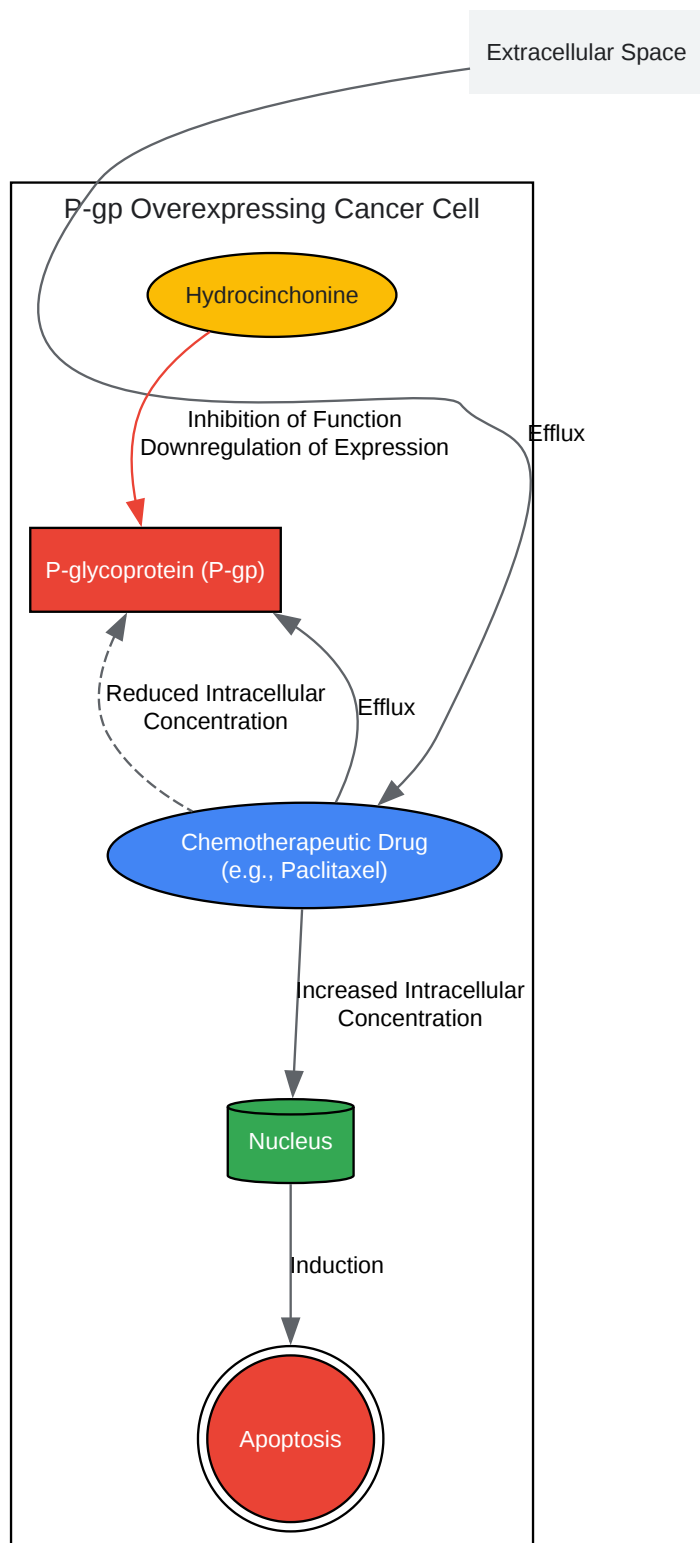 Extracellular Space
P-gp Overexpressing Cancer Cell
Hydrocinchonine
Inhibition of Function
Downregulation of Expression
Efflux
P-glycoprotein (P-gp)
Reduced Intracellular
Concentration
Efflux
Chemotherapeutic Drug
(e.g., Paclitaxel)
Increased Intracellular
Concentration
Nucleus
Induction
Apoptosis